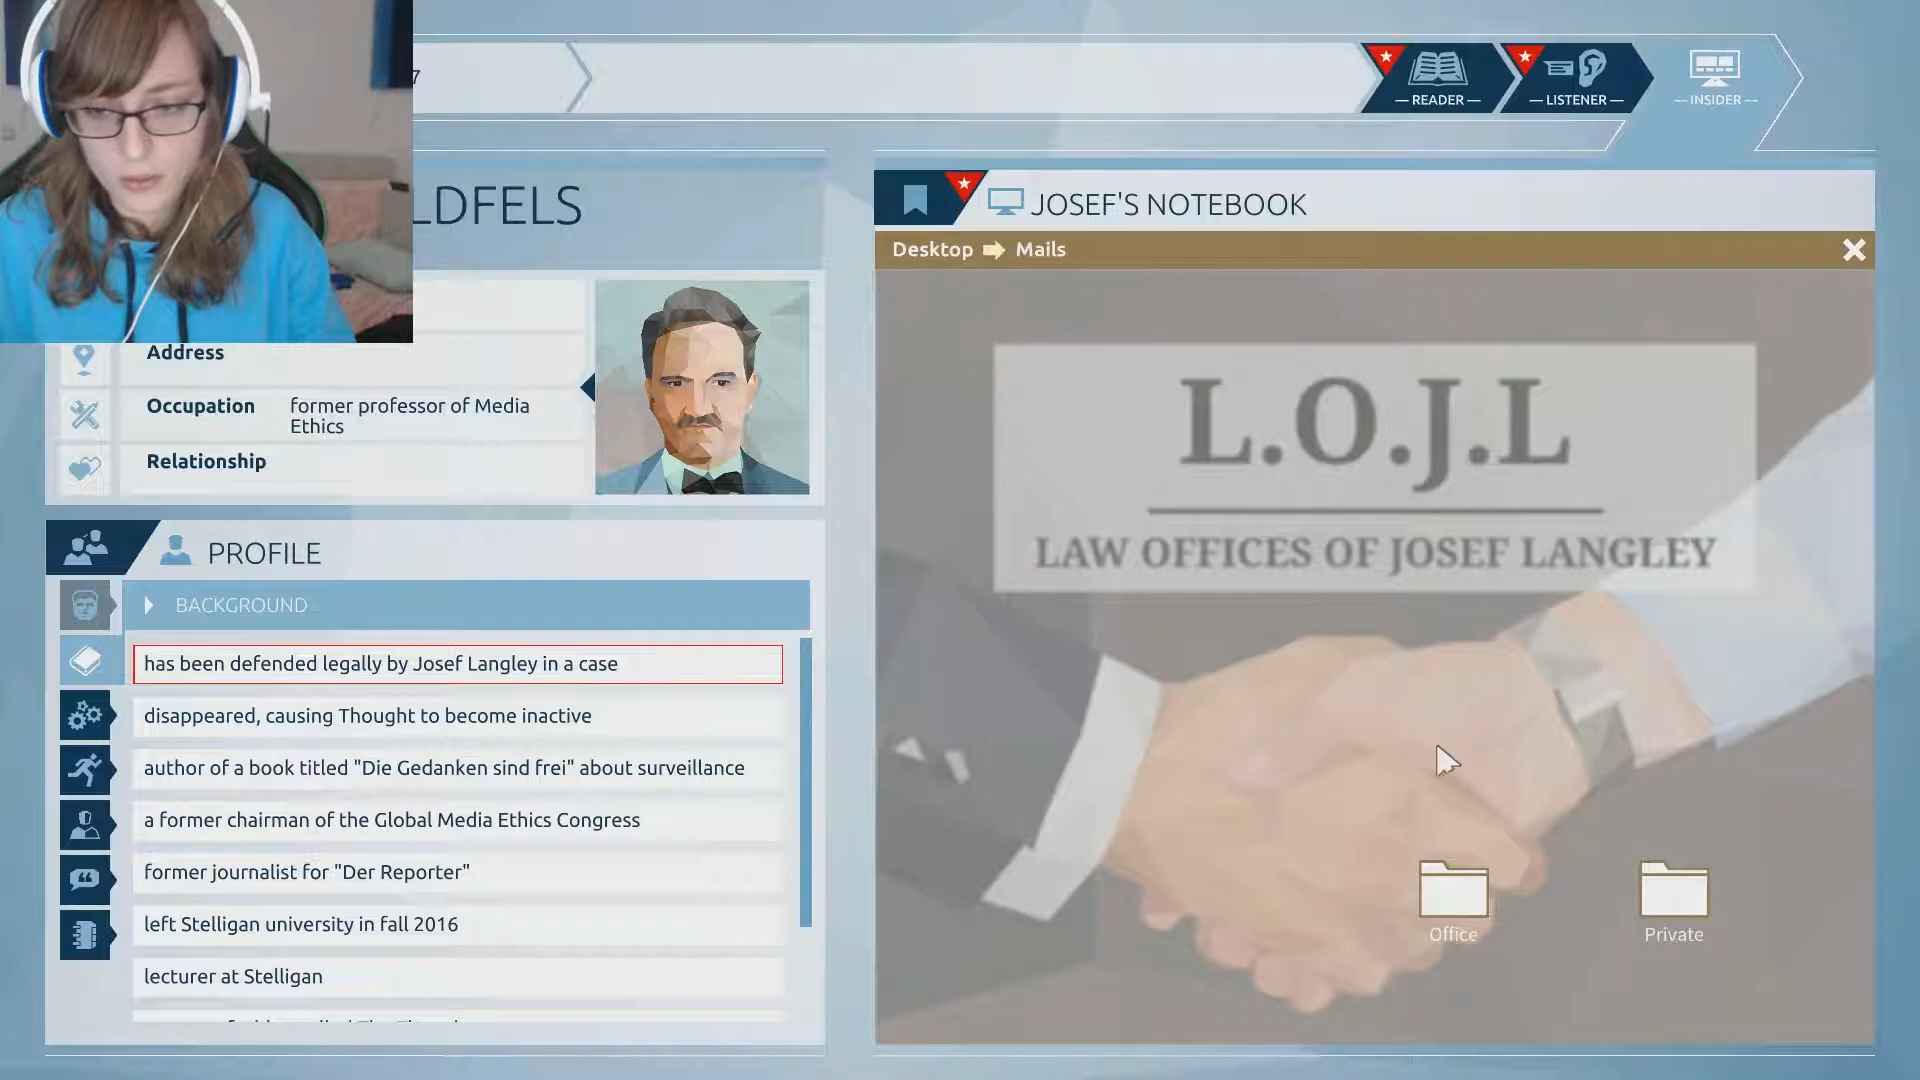 7
READER
LISTENER
INSIDER
LDFELS
Address
Occupation former professor of Media
Ethics
Relationship
PROFILE
BACKGROUND
has been defended legally by Josef Langley in a case
disappeared, causing Thought to become inactive
author of a book titled "Die Gedanken sind frei" about surveillance
a former chairman of the Global Media Ethics Congress
former journalist for "Der Reporter"
left Stelligan university in fall 2016
lecturer at Stelligan
JOSEF'S NOTEBOOK
Desktop Mails
L.O.J.L
LAW OFFICES OF JOSEF LANGLEY
Office
Private